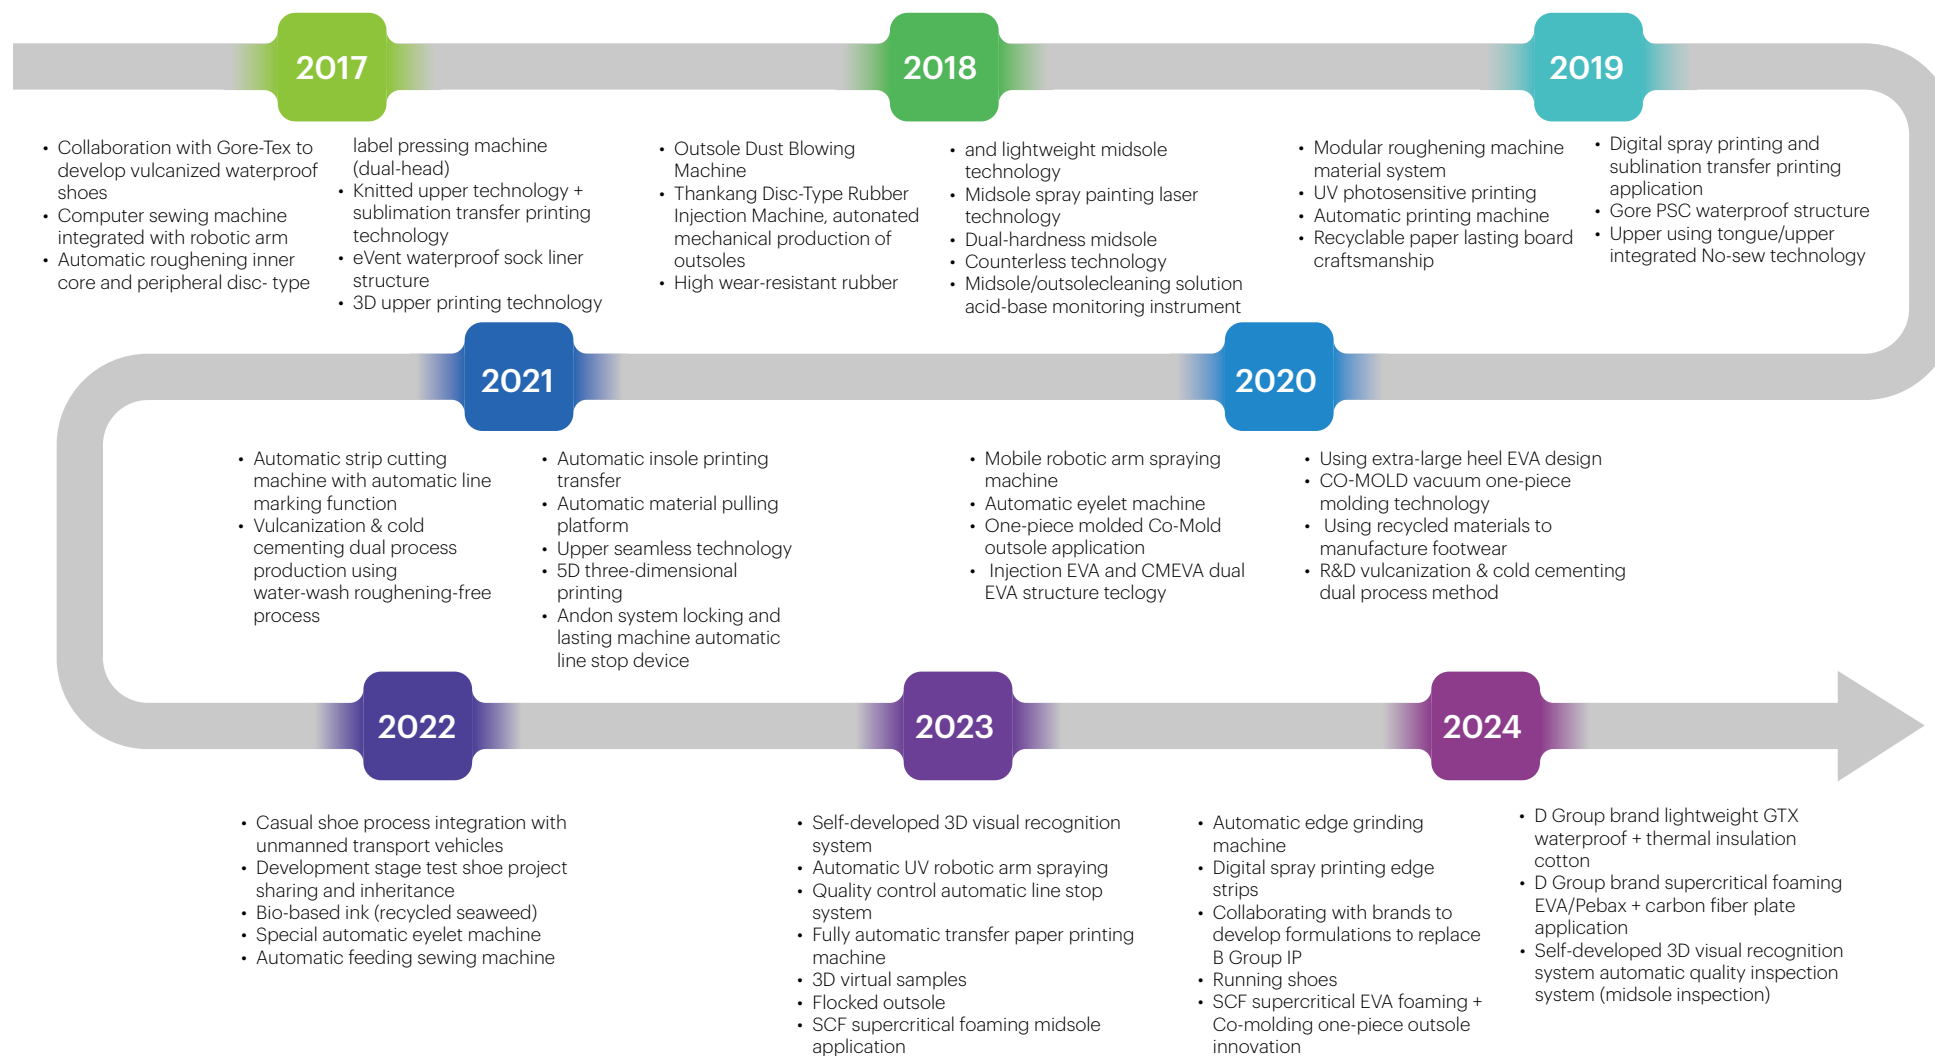 2017
• Collaboration with Gore-Tex to
develop vulcanized waterproof
shoes
• Computer sewing machine
integrated with robotic arm
• Automatic roughening inner
core and peripheral disc- type
label pressing machine
(dual-head)
• Knitted upper technology +
sublimation transfer printing
technology
• eVent waterproof sock liner
structure
• 3D upper printing technology
2018
• Outsole Dust Blowing
Machine
• Thankang Disc-Type Rubber
Injection Machine, autonated
mechanical production of
outsoles
• High wear-resistant rubber
• and lightweight midsole
technology
• Midsole spray painting laser
technology
• Dual-hardness midsole
• Counterless technology
• Midsole/outsolecleaning solution
acid-base monitoring instrument
2019
• Modular roughening machine
material system
• UV photosensitive printing
• Automatic printing machine
• Recyclable paper lasting board
craftsmanship
• Digital spray printing and
sublination transfer printing
application
• Gore PSC waterproof structure
• Upper using tongue/upper
integrated No-sew technology
2020
• Mobile robotic arm spraying
machine
• Automatic eyelet machine
• One-piece molded Co-Mold
outsole application
• Injection EVA and CMEVA dual
EVA structure teclogy
• Using extra-large heel EVA design
• CO-MOLD vacuum one-piece
molding technology
• Using recycled materials to
manufacture footwear
• R&D vulcanization & cold cementing
dual process method
2021
• Automatic strip cutting
machine with automatic line
marking function
• Vulcanization & cold
cementing dual process
production using
water-wash roughening-free
process
• Automatic insole printing
transfer
• Automatic material pulling
platform
• Upper seamless technology
• 5D three-dimensional
printing
• Andon system locking and
lasting machine automatic
line stop device
2022
• Casual shoe process integration with
unmanned transport vehicles
• Development stage test shoe project
sharing and inheritance
• Bio-based ink (recycled seaweed)
• Special automatic eyelet machine
• Automatic feeding sewing machine
2023
• Self-developed 3D visual recognition
system
• Automatic UV robotic arm spraying
• Quality control automatic line stop
system
• Fully automatic transfer paper printing
machine
• 3D virtual samples
• Flocked outsole
• SCF supercritical foaming midsole
application
2024
• Automatic edge grinding
machine
• Digital spray printing edge
strips
• Collaborating with brands to
develop formulations to replace
B Group IP
• Running shoes
• SCF supercritical EVA foaming +
Co-molding one-piece outsole
innovation
• D Group brand lightweight GTX
waterproof + thermal insulation
cotton
• D Group brand supercritical foaming
EVA/Pebax + carbon fiber plate
application
• Self-developed 3D visual recognition
system automatic quality inspection
system (midsole inspection)